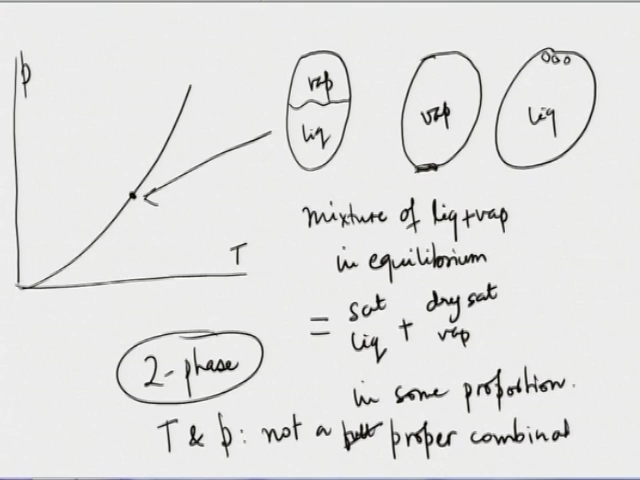 p
T
vap
liq
vap
liq
mixture of liq+vap
in equilibrium
= sat liq + dry sat vap
in some proportion.
2-phase
T & p: not a proper combinat